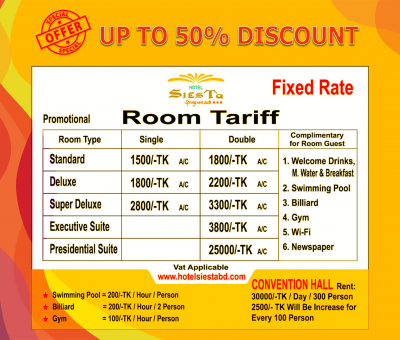 SPECIAL
OFFER
SPECIAL
UP TO 50% DISCOUNT
HOTEL
SIESTA
Fixed Rate
Promotional
Room Tariff
Room Type Single Double Complimentary for Room Guest
Standard 1500/-TK A/C 1800/-TK A/C
Deluxe 1800/-TK A/C 2200/-TK A/C
Super Deluxe 2800/-TK A/C 3300/-TK A/C
Executive Suite 3800/-TK A/C
Presidential Suite 25000/-TK A/C
1. Welcome Drinks,
M. Water & Breakfast
2. Swimming Pool
3. Billiard
4. Gym
5. Wi-Fi
6. Newspaper
Vat Applicable
www.hotelsiestabd.com
★ Swimming Pool = 200/-TK / Hour / Person
★ Billiard = 200/-TK / Hour / 2 Person
★ Gym = 100/-TK / Hour / Person
CONVENTION HALL Rent:
30000/-TK / Day / 300 Person
2500/- TK Will Be Increase for
Every 100 Person